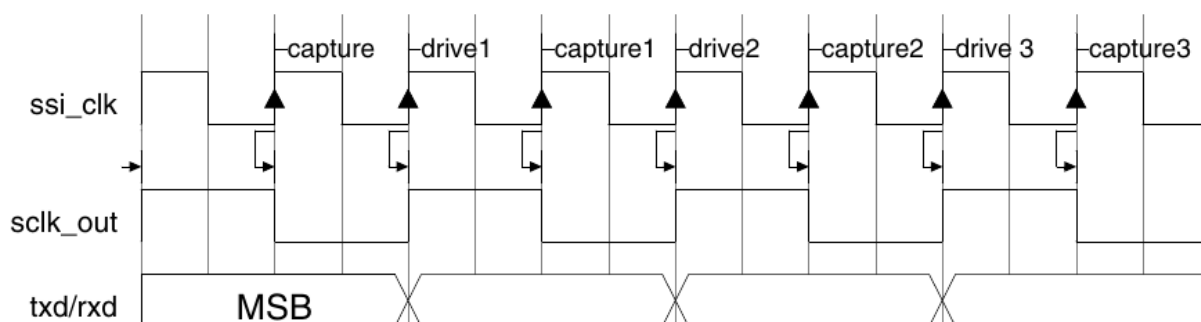 capture drive1 capture1 drive2 capture2 drive 3 capture3
ssi_clk
sclk_out
txd/rxd MSB